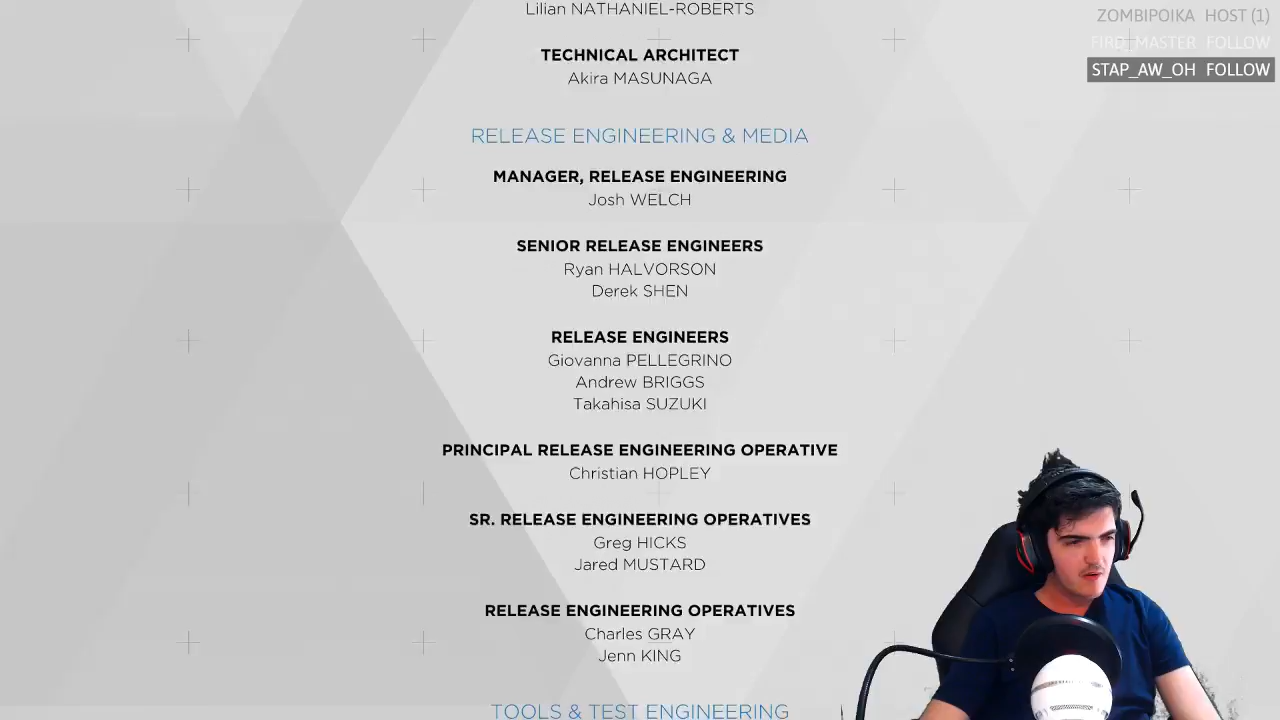 Lilian NATHANIEL-ROBERTS
TECHNICAL ARCHITECT
Akira MASUNAGA
RELEASE ENGINEERING & MEDIA
MANAGER, RELEASE ENGINEERING
Josh WELCH
SENIOR RELEASE ENGINEERS
Ryan HALVORSON
Derek SHEN
RELEASE ENGINEERS
Giovanna PELLEGRINO
Andrew BRIGGS
Takahisa SUZUKI
PRINCIPAL RELEASE ENGINEERING OPERATIVE
Christian HOPLEY
SR. RELEASE ENGINEERING OPERATIVES
Greg HICKS
Jared MUSTARD
RELEASE ENGINEERING OPERATIVES
Charles GRAY
Jenn KING
TOOLS & TEST ENGINEERING
ZOMBIPOIKA HOST (1)
FIRD_MASTER FOLLOW
STAP_AW_OH FOLLOW